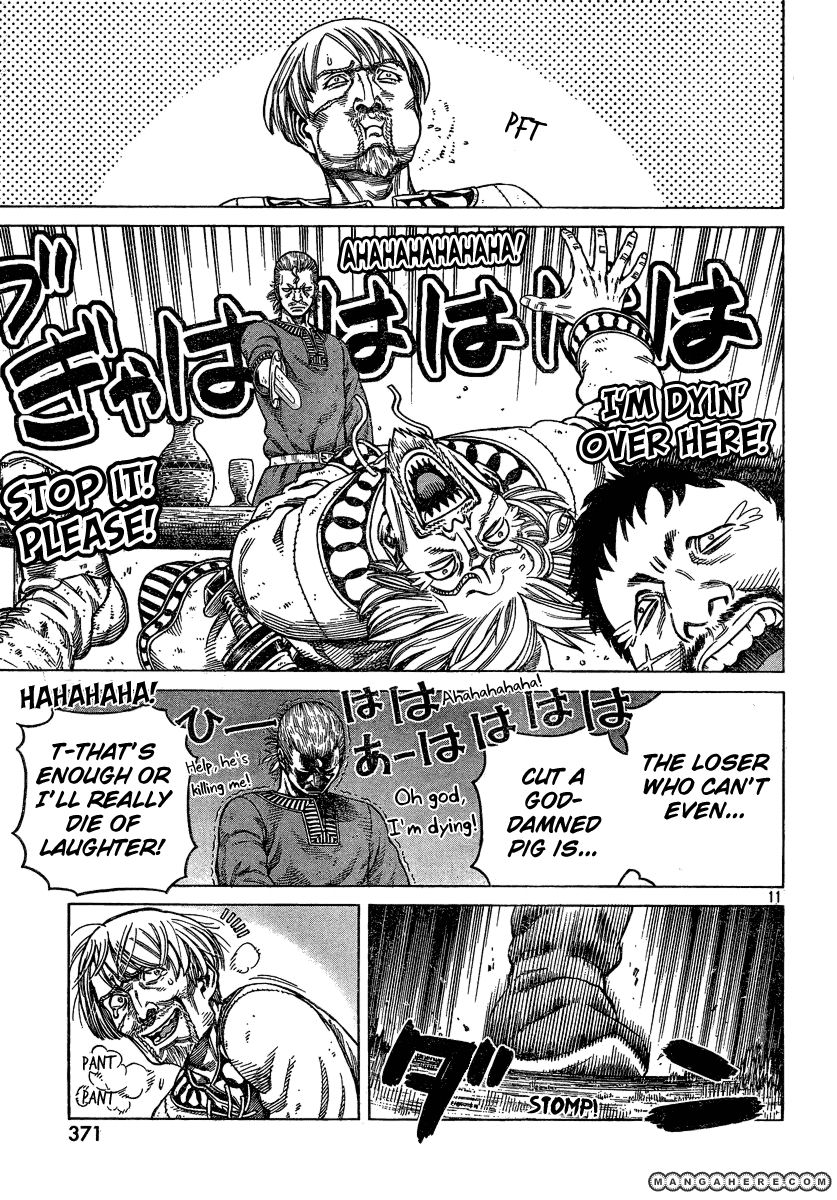 PFT
ブ
AHAHAHAHAHAHA!
ぎゃははははははは
I'M DYIN'
OVER HERE!
STOP IT!
PLEASE!
THE LOSER
WHO CAN'T
EVEN...
CUT A
GOD-
DAMNED
PIG IS...
Ahahahahaha!
ひーはは
あーはははは
Oh god,
I'm dying!
Help, he's
killing me!
HAHAHAHA!
T-THAT'S
ENOUGH OR
I'LL REALLY
DIE OF
LAUGHTER!
11
ダン
STOMP!
PANT
PANT
371
MANGAHERE.COM